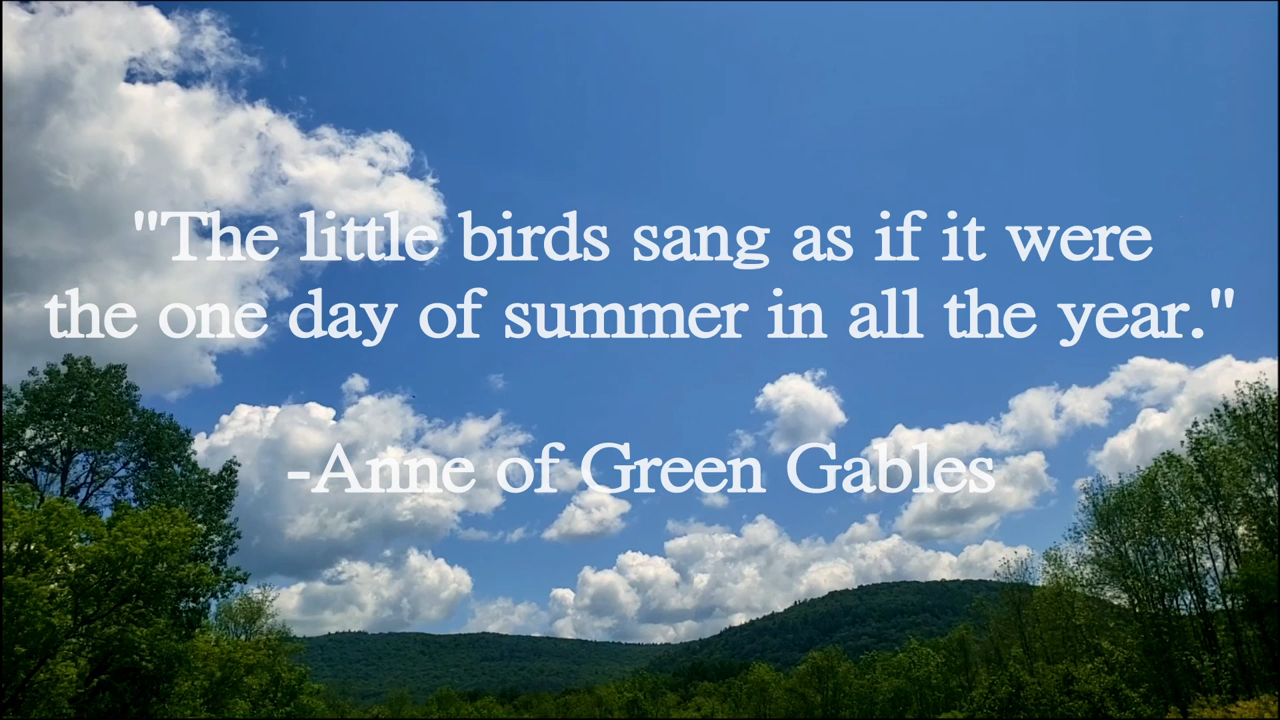 "The little birds sang as if it were
the one day of summer in all the year."
-Anne of Green Gables